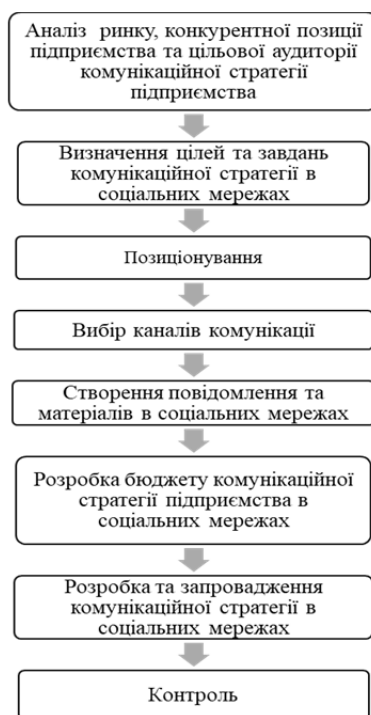 Аналіз ринку, конкурентної позиції
підприємства та цільової аудиторії
комунікаційної стратегії
підприємства
Визначення цілей та завдань
комунікаційної стратегії в
соціальних мережах
Позиціонування
Вибір каналів комунікації
Створення повідомлення та
матеріалів в соціальних мережах
Розробка бюджету комунікаційної
стратегії підприємства в
соціальних мережах
Розробка та запровадження
комунікаційної стратегії в
соціальних мережах
Контроль